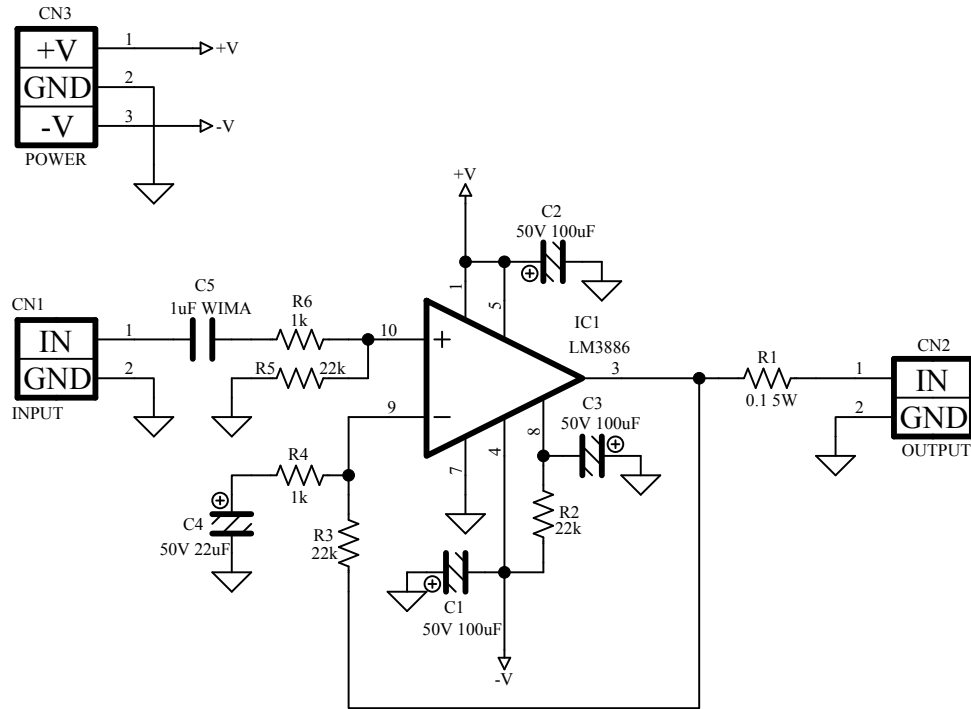 CN3
+V
1
+V
GND
2
-V
3
-V
POWER
+V
C2
50V 100uF
1
5
C5
1uF WIMA
R6
1k
CN1
IN
1
10
+
IC1
LM3886
GND
2
R5
22k
3
R1
0.1 5W
CN2
1
IN
INPUT
9
−
C3
50V 100uF
8
4
2
GND
OUTPUT
R4
1k
7
R2
22k
C4
50V 22uF
R3
22k
C1
50V 100uF
-V